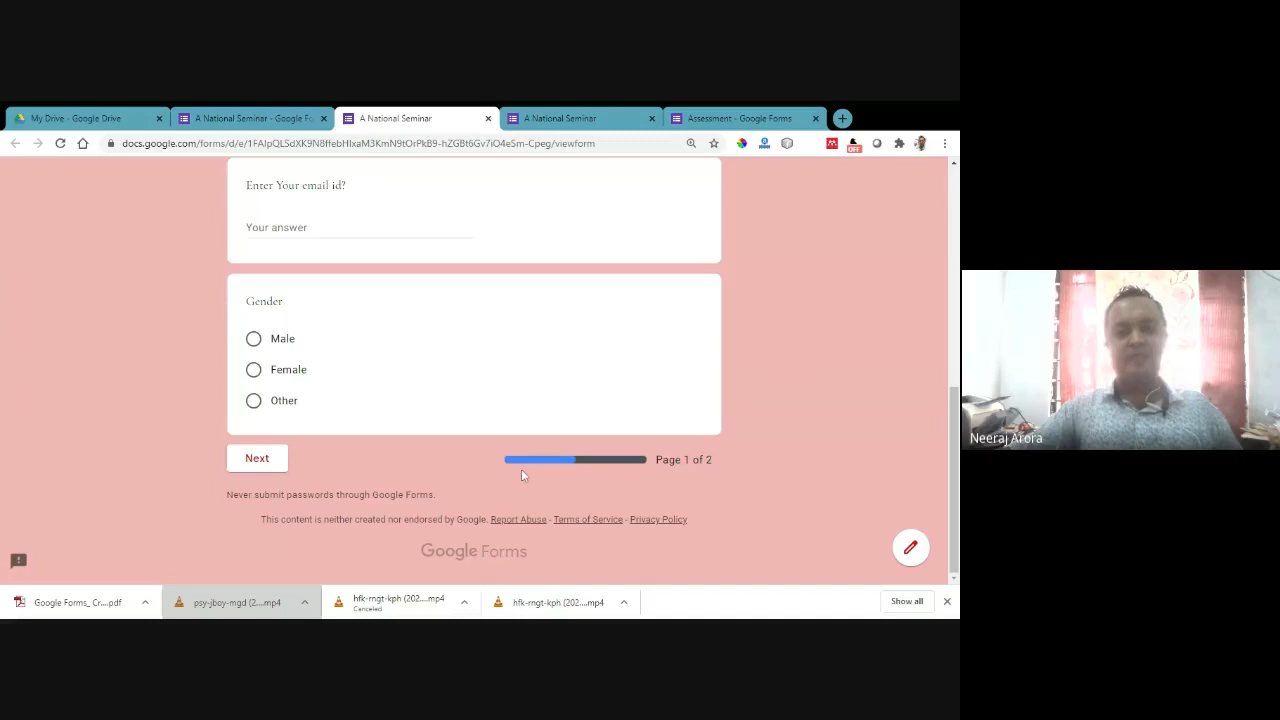 My Drive - Google Drive
A National Seminar - Google Fo
A National Seminar
A National Seminar
Assessment - Google Forms
docs.google.com/forms/d/e/1FAIpQLSdXK9N8ffebHIxaM3KmN9tOrPkB9-hZGBt6Gv7iO4eSm-Cpeg/viewform
OFF
Enter Your email id?
Your answer
Gender
Male
Female
Other
Next
Page 1 of 2
Never submit passwords through Google Forms.
This content is neither created nor endorsed by Google. Report Abuse - Terms of Service - Privacy Policy
Google Forms
Google Forms_ Cr....pdf
psy-jboy-mgd (2....mp4
hfk-rngt-kph (202....mp4
Canceled
hfk-rngt-kph (202....mp4
Show all
Neeraj Arora